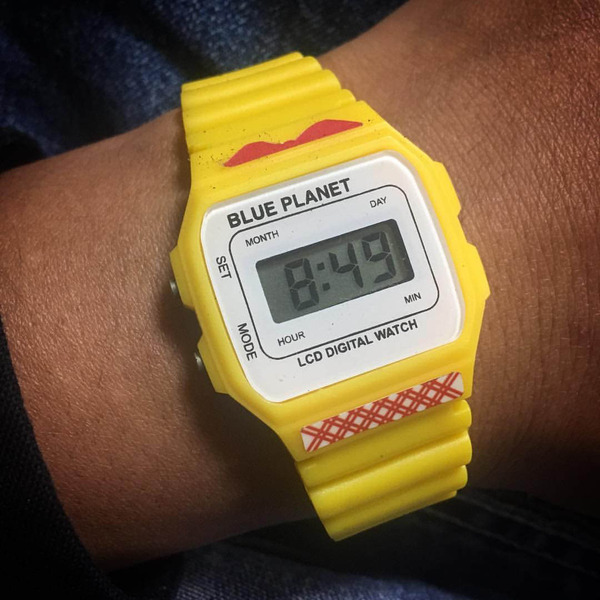 BLUE PLANET
MONTH
DAY
SET
8:49
MODE
HOUR
MIN
LCD DIGITAL WATCH